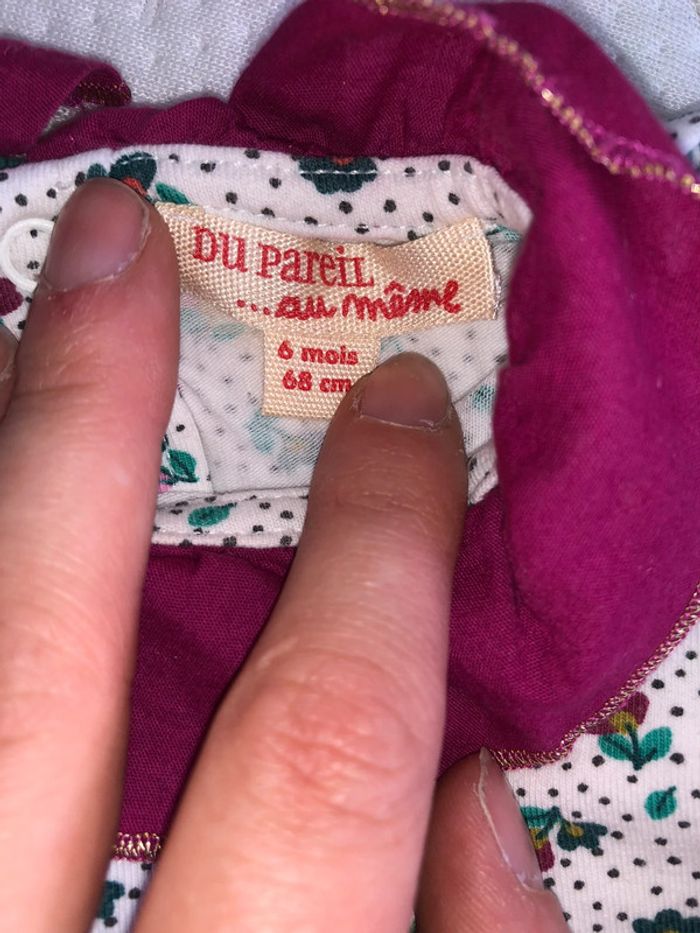 DU PAREIL
...au même
6 mois
68 cm